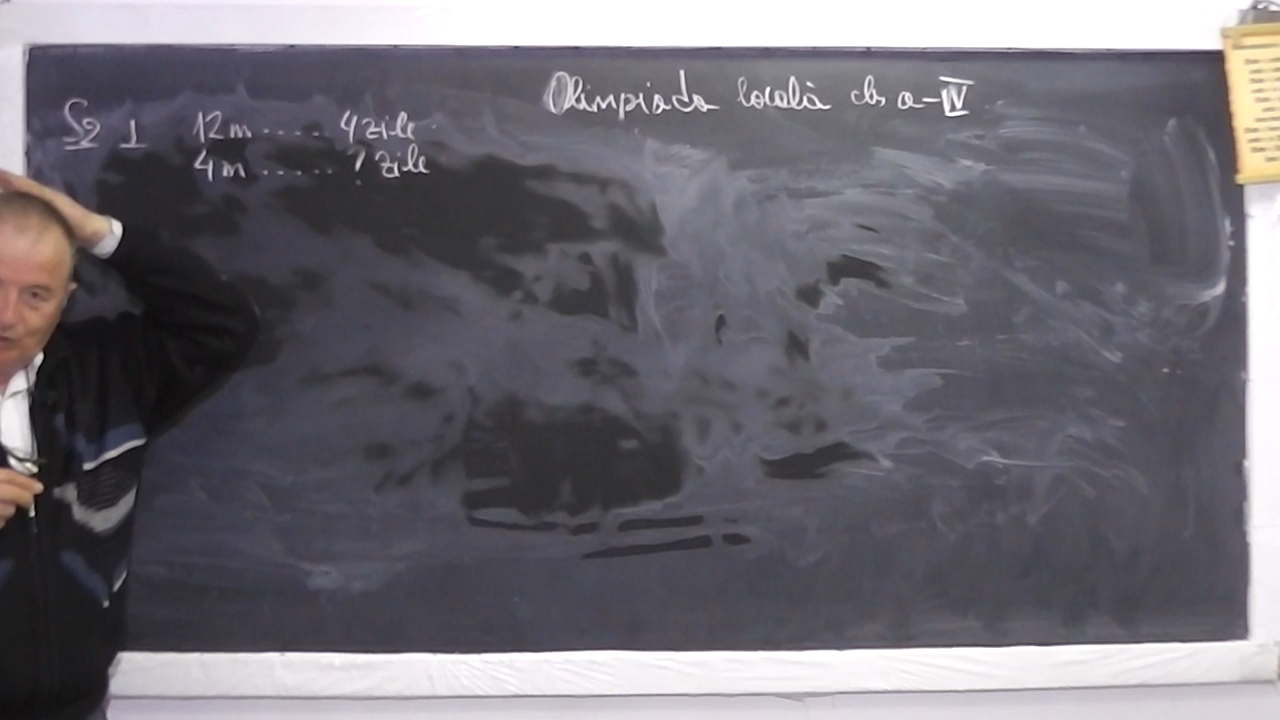 Olimpiada locală cls a-IV
S2 1 12m ..... 4 zile
4m ..... ? zile